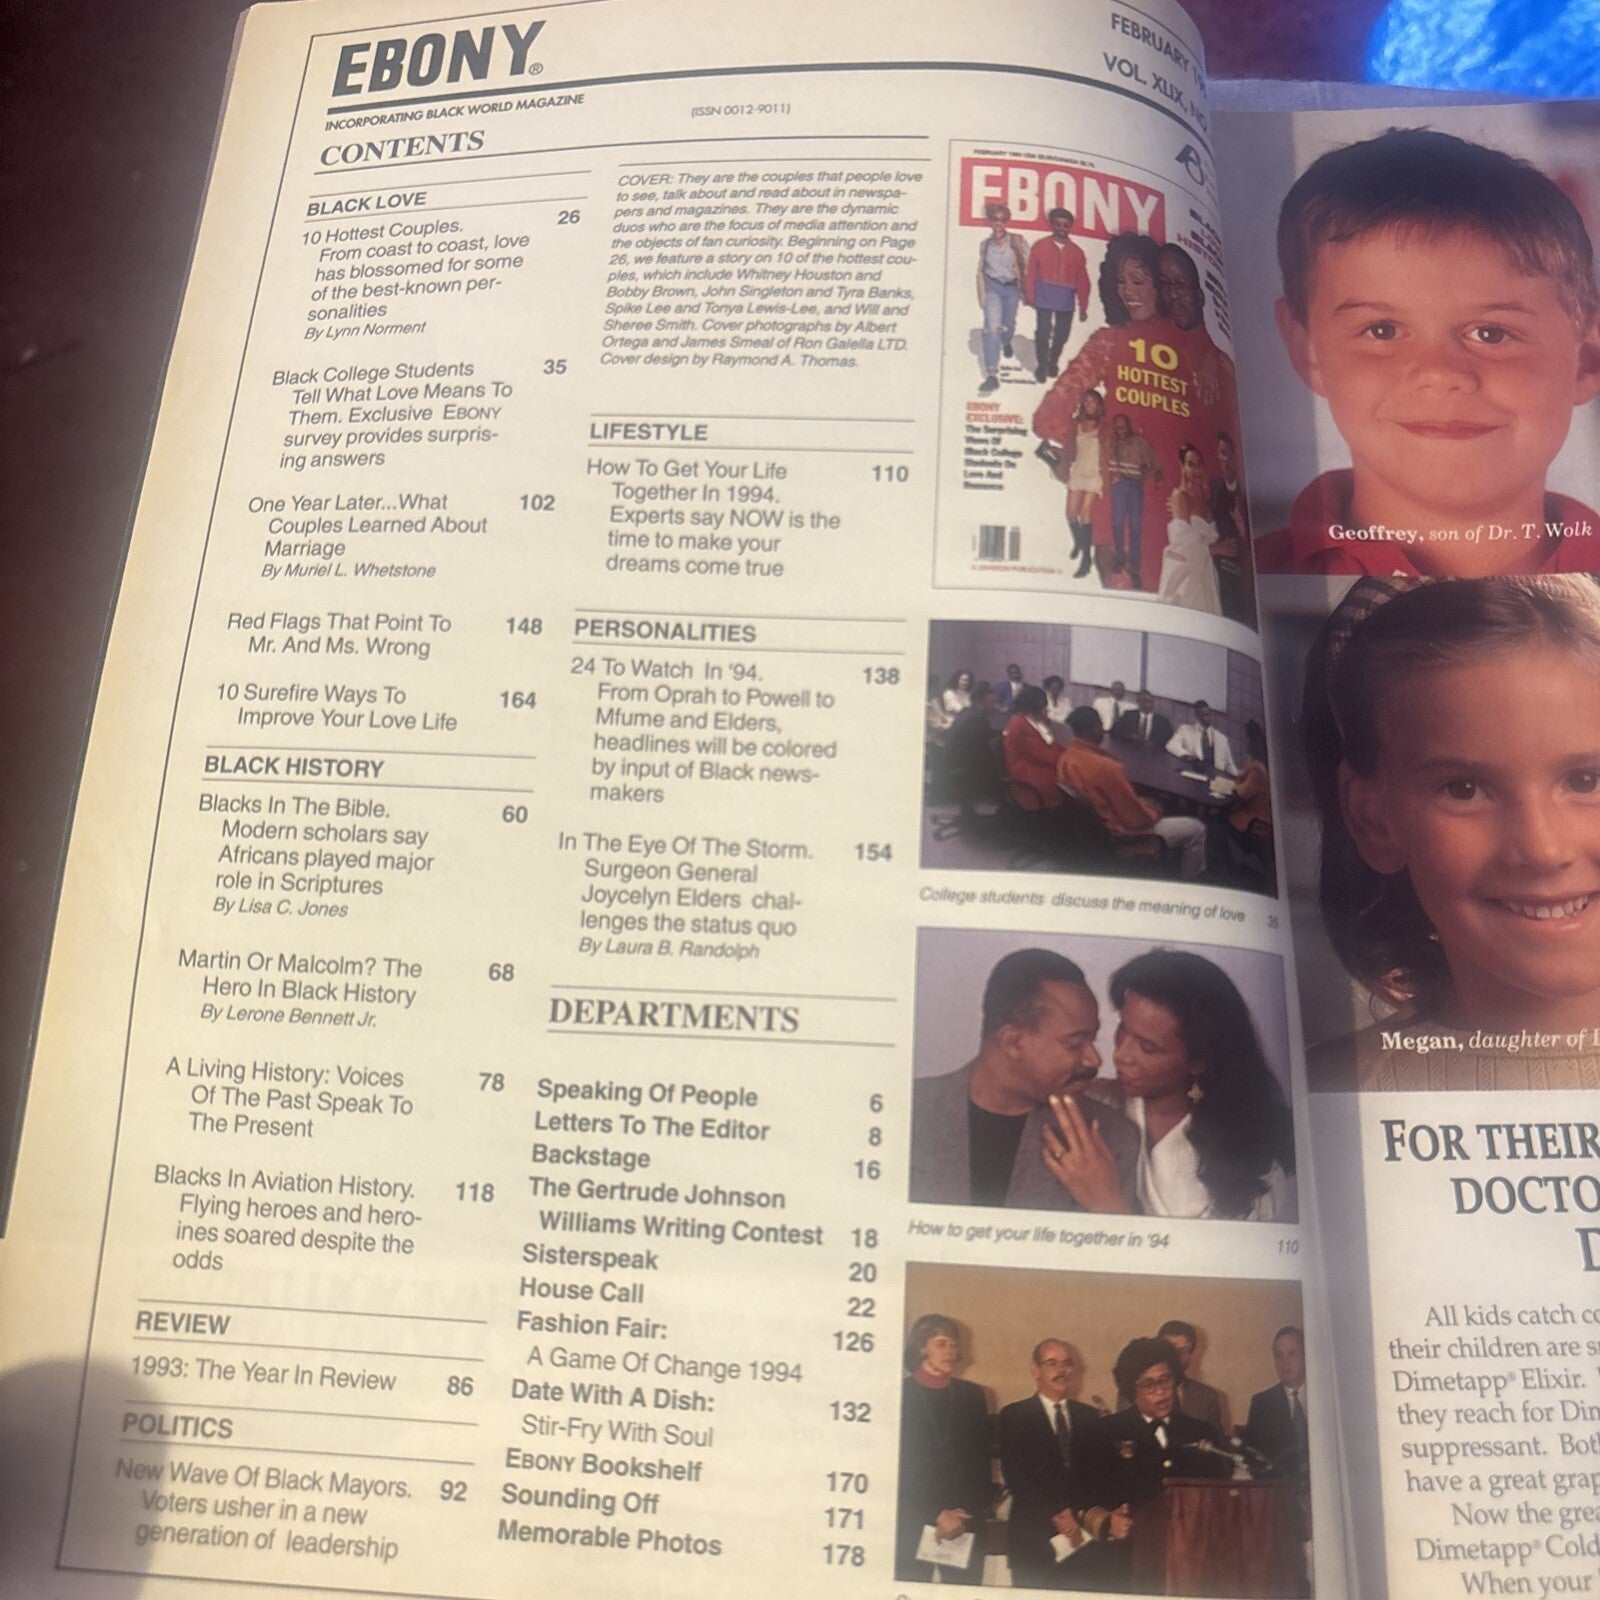 EBONY®
INCORPORATING BLACK WORLD MAGAZINE
(ISSN 0012-9011)
FEBRUARY
VOL. XLIX,
CONTENTS
BLACK LOVE
10 Hottest Couples. 26
From coast to coast, love
has blossomed for some
of the best-known per-
sonalities
By Lynn Norment
Black College Students 35
Tell What Love Means To
Them. Exclusive EBONY
survey provides surpris-
ing answers
One Year Later...What 102
Couples Learned About
Marriage
By Muriel L. Whetstone
Red Flags That Point To 148
Mr. And Ms. Wrong
10 Surefire Ways To 164
Improve Your Love Life
BLACK HISTORY
Blacks In The Bible. 60
Modern scholars say
Africans played major
role in Scriptures
By Lisa C. Jones
Martin Or Malcolm? The 68
Hero In Black History
By Lerone Bennett Jr.
A Living History: Voices 78
Of The Past Speak To
The Present
Blacks In Aviation History. 118
Flying heroes and hero-
ines soared despite the
odds
REVIEW
1993: The Year In Review 86
POLITICS
New Wave Of Black Mayors. 92
Voters usher in a new
generation of leadership
COVER: They are the couples that people love
to see, talk about and read about in newspa-
pers and magazines. They are the dynamic
duos who are the focus of media attention and
the objects of fan curiosity. Beginning on Page
26, we feature a story on 10 of the hottest cou-
ples, which include Whitney Houston and
Bobby Brown, John Singleton and Tyra Banks,
Spike Lee and Tonya Lewis-Lee, and Will and
Sheree Smith. Cover photographs by Albert
Ortega and James Smeal of Ron Galella LTD.
Cover design by Raymond A. Thomas.
LIFESTYLE
How To Get Your Life 110
Together In 1994.
Experts say NOW is the
time to make your
dreams come true
PERSONALITIES
24 To Watch In '94. 138
From Oprah to Powell to
Mfume and Elders,
headlines will be colored
by input of Black news-
makers
In The Eye Of The Storm. 154
Surgeon General
Joycelyn Elders chal-
lenges the status quo
By Laura B. Randolph
DEPARTMENTS
Speaking Of People 6
Letters To The Editor 8
Backstage 16
The Gertrude Johnson
Williams Writing Contest 18
Sisterspeak 20
House Call 22
Fashion Fair: 126
A Game Of Change 1994
Date With A Dish: 132
Stir-Fry With Soul
EBONY Bookshelf 170
Sounding Off 171
Memorable Photos 178
EBONY
10
HOTTEST
COUPLES
EBONY
EXCLUSIVE:
The Surprising
Views Of
Black College
Students On
Love And
Romance
College students discuss the meaning of love 35
How to get your life together in '94 110
Geoffrey, son of Dr. T. Wolk
Megan, daughter of
FOR THEIR
DOCTO
D
All kids catch co
their children are s
Dimetapp® Elixir.
they reach for Dim
suppressant. Both
have a great grap
Now the grea
Dimetapp® Cold
When your